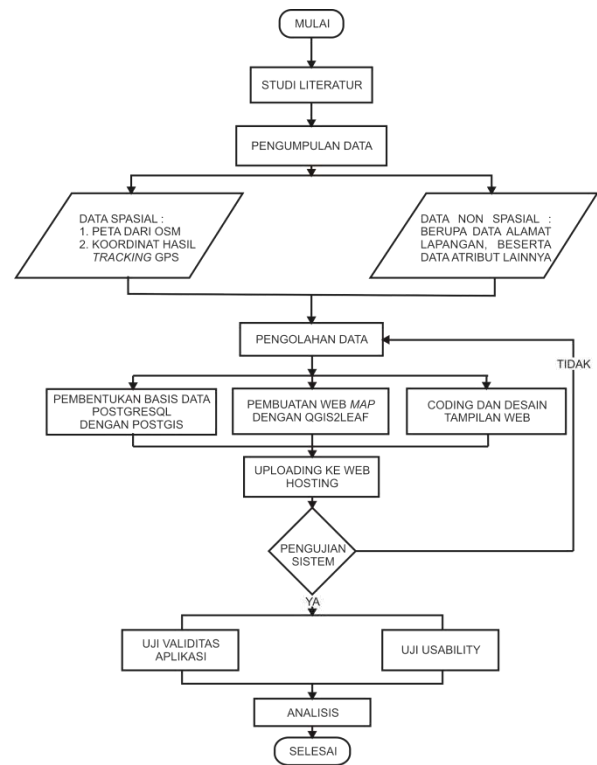 MULAI
STUDI LITERATUR
PENGUMPULAN DATA
DATA SPASIAL :
1. PETA DARI OSM
2. KOORDINAT HASIL
TRACKING GPS
DATA NON SPASIAL :
BERUPA DATA ALAMAT
LAPANGAN, BESERTA
DATA ATRIBUT LAINNYA
PENGOLAHAN DATA
TIDAK
PEMBENTUKAN BASIS DATA
POSTGRESQL
DENGAN POSTGIS
PEMBUATAN WEB MAP
DENGAN QGIS2LEAF
CODING DAN DESAIN
TAMPILAN WEB
UPLOADING KE WEB
HOSTING
PENGUJIAN
SISTEM
YA
UJI VALIDITAS
APLIKASI
UJI USABILITY
ANALISIS
SELESAI